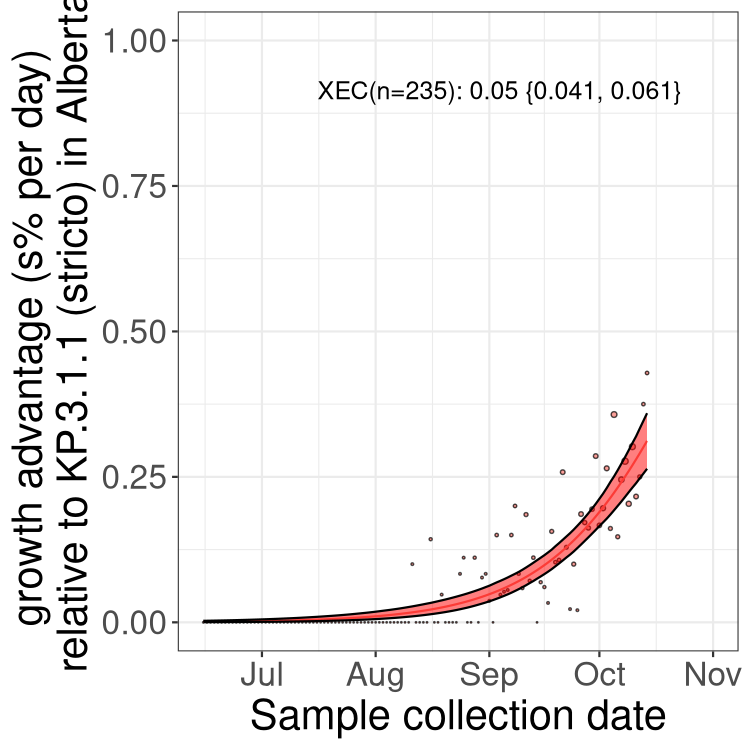 growth advantage (s% per day)
relative to KP.3.1.1 (stricto) in Alberta
1.00
0.75
0.50
0.25
0.00
XEC(n=235): 0.05 {0.041, 0.061}
Jul Aug Sep Oct Nov
Sample collection date